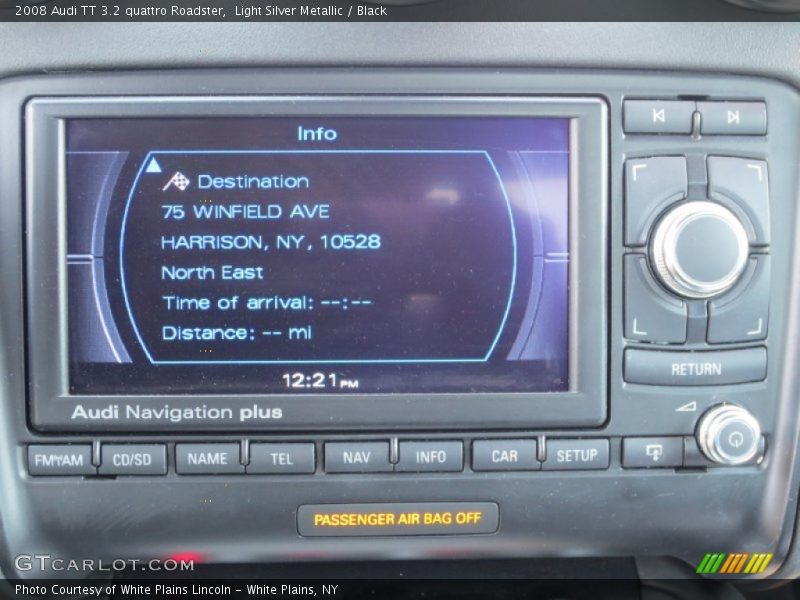 2008 Audi TT 3.2 quattro Roadster,  Light Silver Metallic / Black
Info
Destination
75 WINFIELD AVE
HARRISON, NY, 10528
North East
Time of arrival: --:--
Distance: -- mi
12:21PM
Audi Navigation plus
FM/AM CD/SD NAME TEL NAV INFO CAR SETUP
RETURN
PASSENGER AIR BAG OFF
GTCARLOT.COM
Photo Courtesy of White Plains Lincoln - White Plains, NY